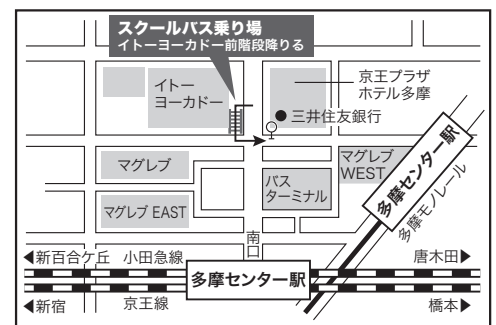 スクールバス乗り場
イトーヨーカドー前階段降りる
イトー
ヨーカドー
京王プラザ
ホテル多摩
三井住友銀行
マグレブ
マグレブ
WEST
バス
ターミナル
マグレブ EAST
多摩センター駅
多摩モノレール
南口
◀新百合ケ丘 小田急線
唐木田▶
多摩センター駅
◀新宿 京王線
橋本▶